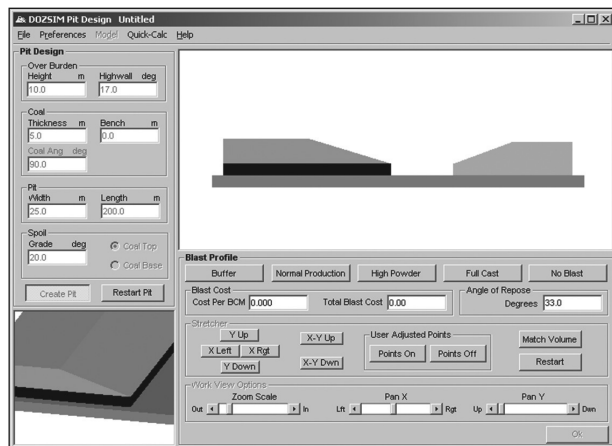 DOZSIM Pit Design Untitled
File Preferences Model Quick-Calc Help
Pit Design
Over Burden
Height m Highwall deg
10.0 17.0
Coal
Thickness m Bench m
5.0 0.0
Coal Ang deg
90.0
Pit
Width m Length m
25.0 200.0
Spoil
Grade deg
20.0
Coal Top
Coal Base
Create Pit Restart Pit
Blast Profile
Buffer Normal Production High Powder Full Cast No Blast
Blast Cost
Cost Per BCM 0.000 Total Blast Cost 0.00
Angle of Repose
Degrees 33.0
Stretcher
Y Up
X Left X Rgt
Y Down
X-Y Up
X-Y Dwn
User Adjusted Points
Points On Points Off
Match Volume
Restart
Work View Options
Zoom Scale Pan X Pan Y
Out In Lft Rgt Up Dwn
Ok